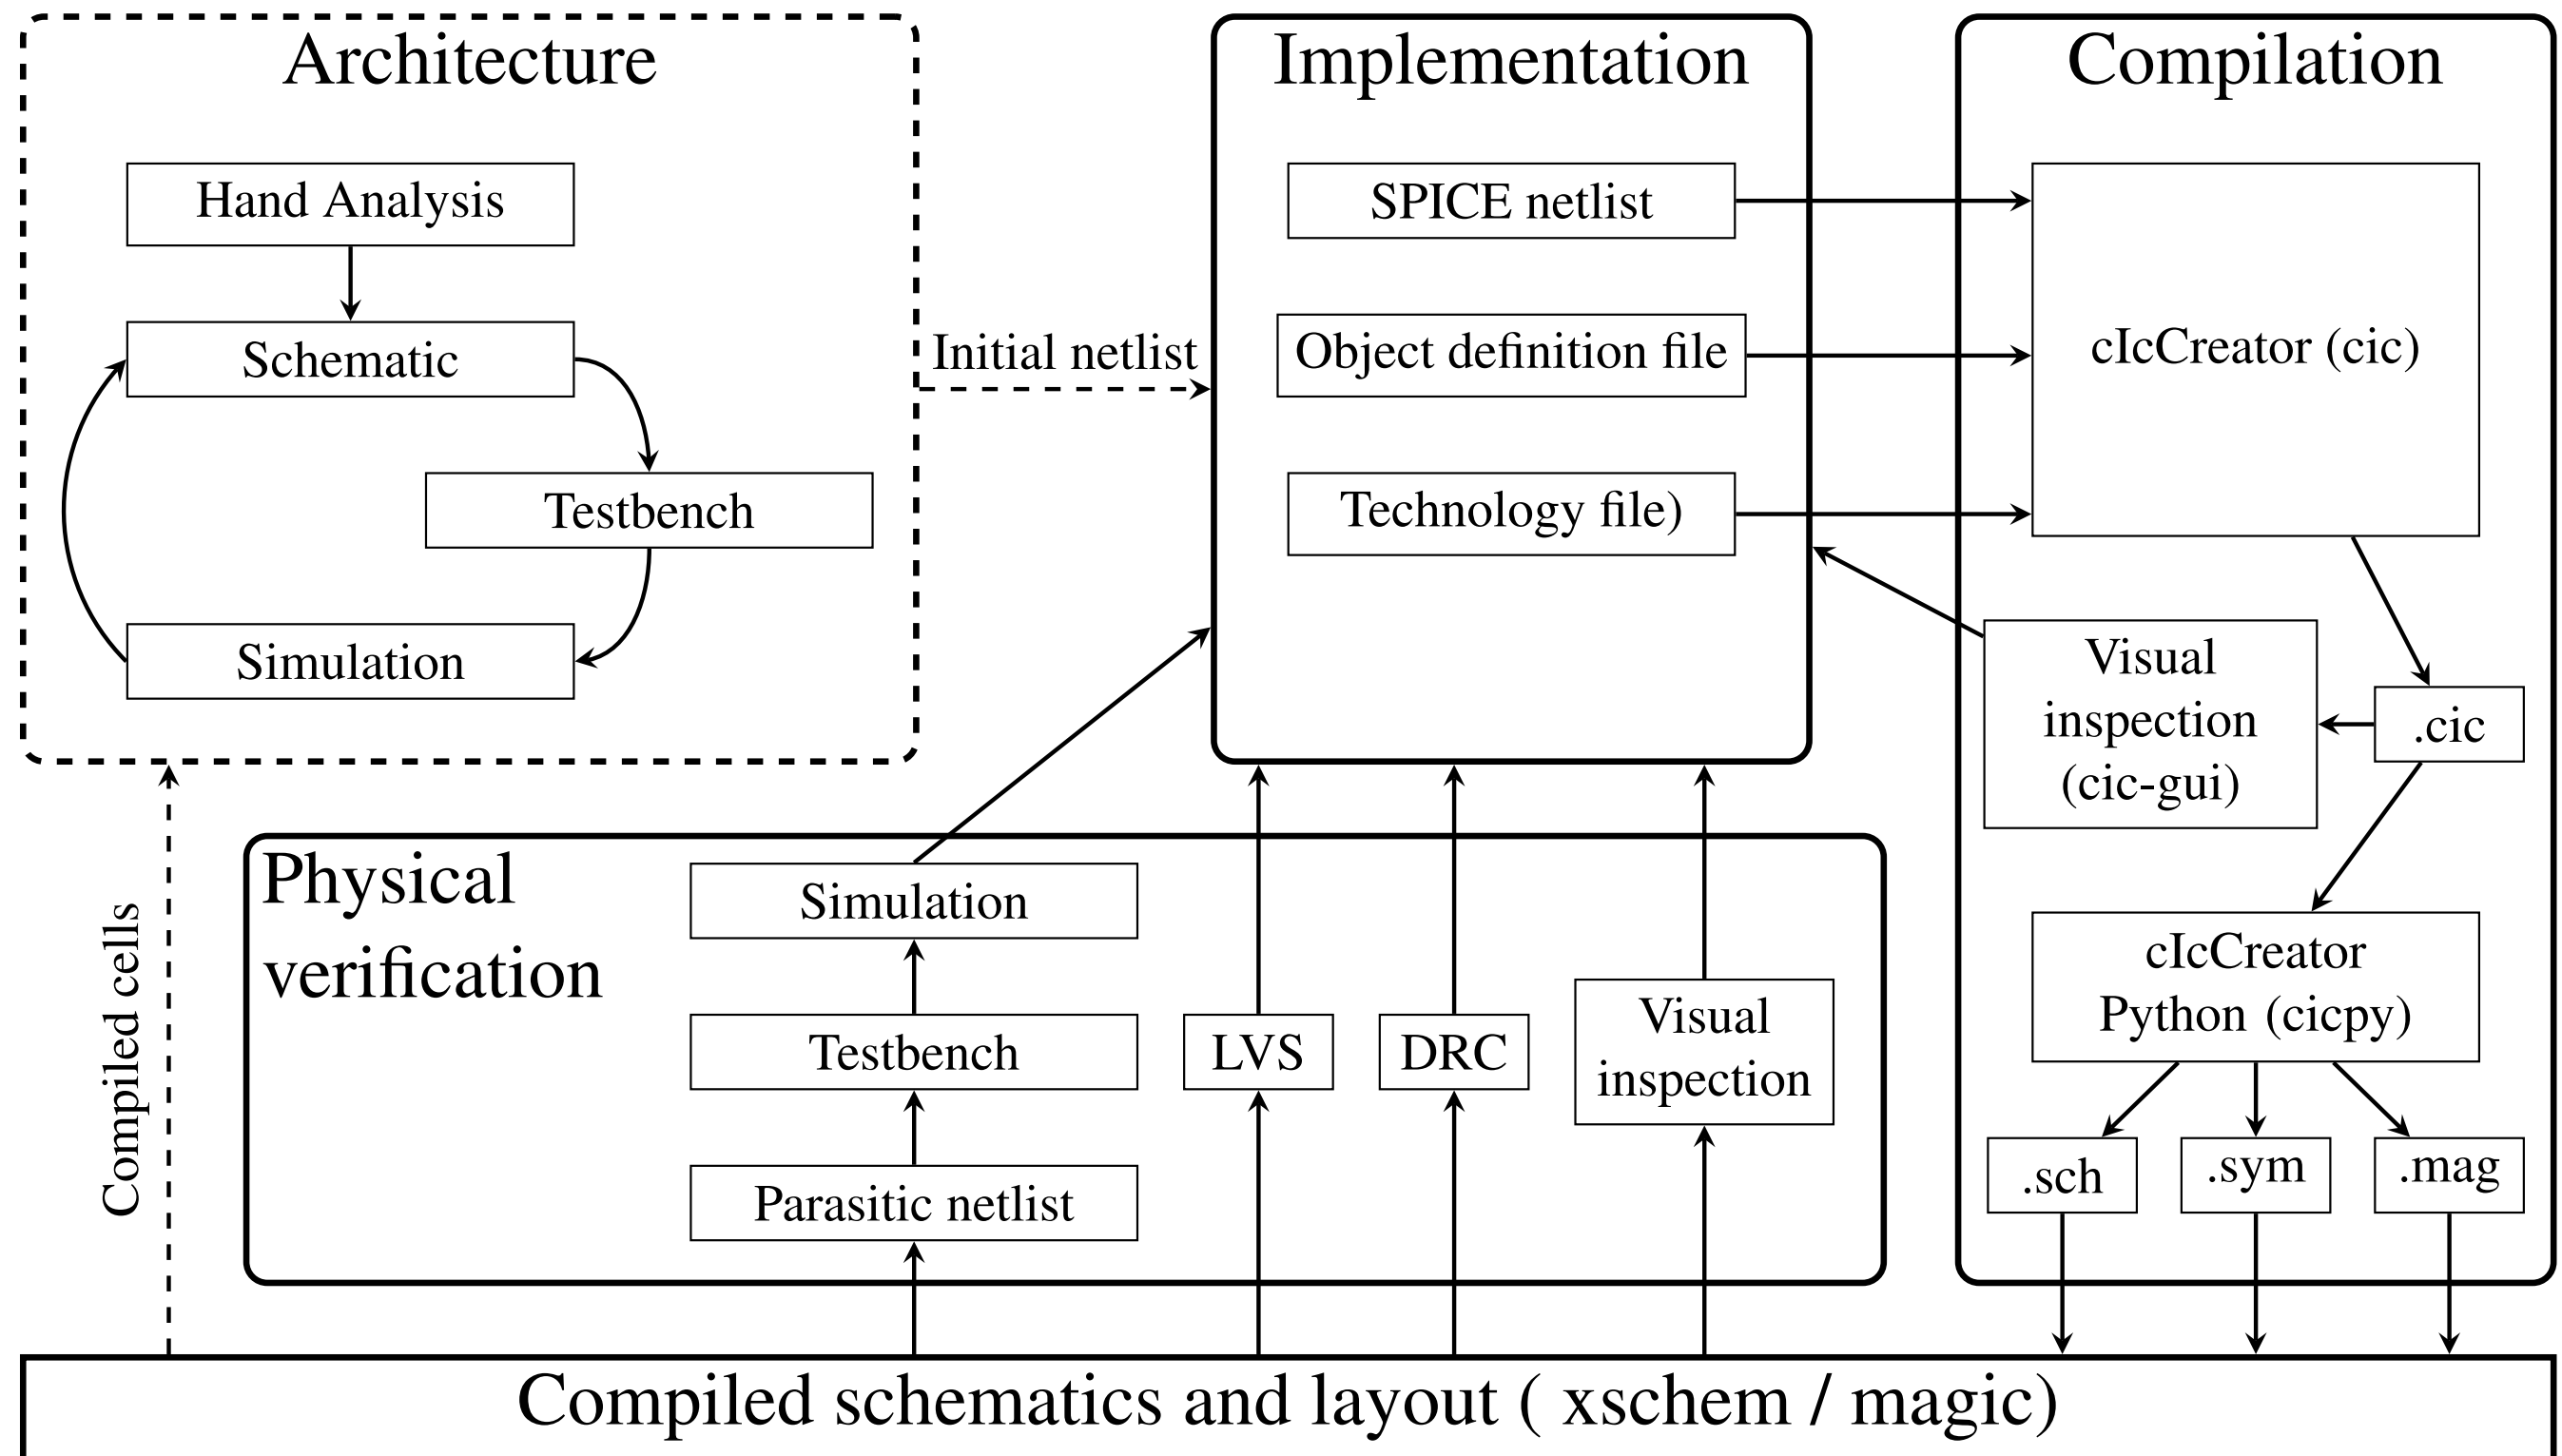 Architecture
Hand Analysis
Schematic
Testbench
Simulation
Initial netlist
Implementation
SPICE netlist
Object definition file
Technology file)
Compilation
cIcCreator (cic)
Visual
inspection
(cic-gui)
.cic
cIcCreator
Python (cicpy)
.sch
.sym
.mag
Compiled cells
Physical
verification
Simulation
Testbench
Parasitic netlist
LVS
DRC
Visual
inspection
Compiled schematics and layout ( xschem / magic)